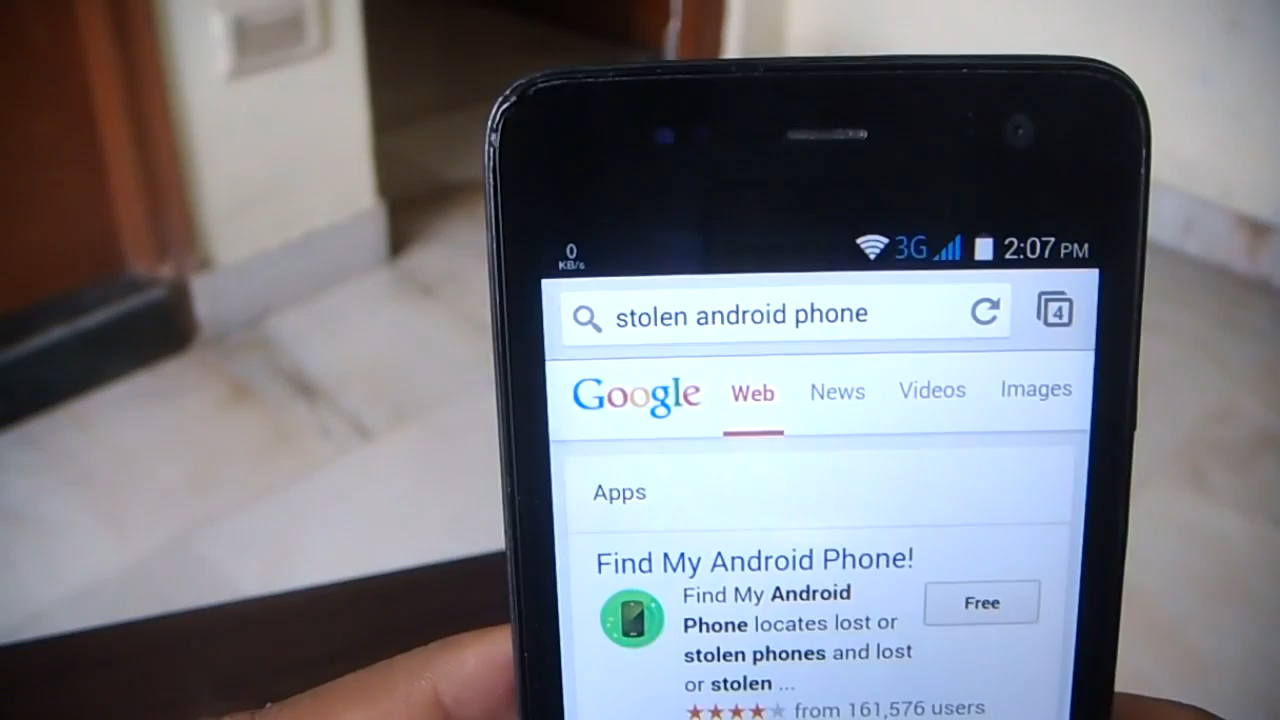 0
KB/s
3G 2:07 PM
stolen android phone
4
Google Web News Videos Images
Apps
Find My Android Phone!
Find My Android
Phone locates lost or
stolen phones and lost
or stolen ...
Free
from 161,576 users